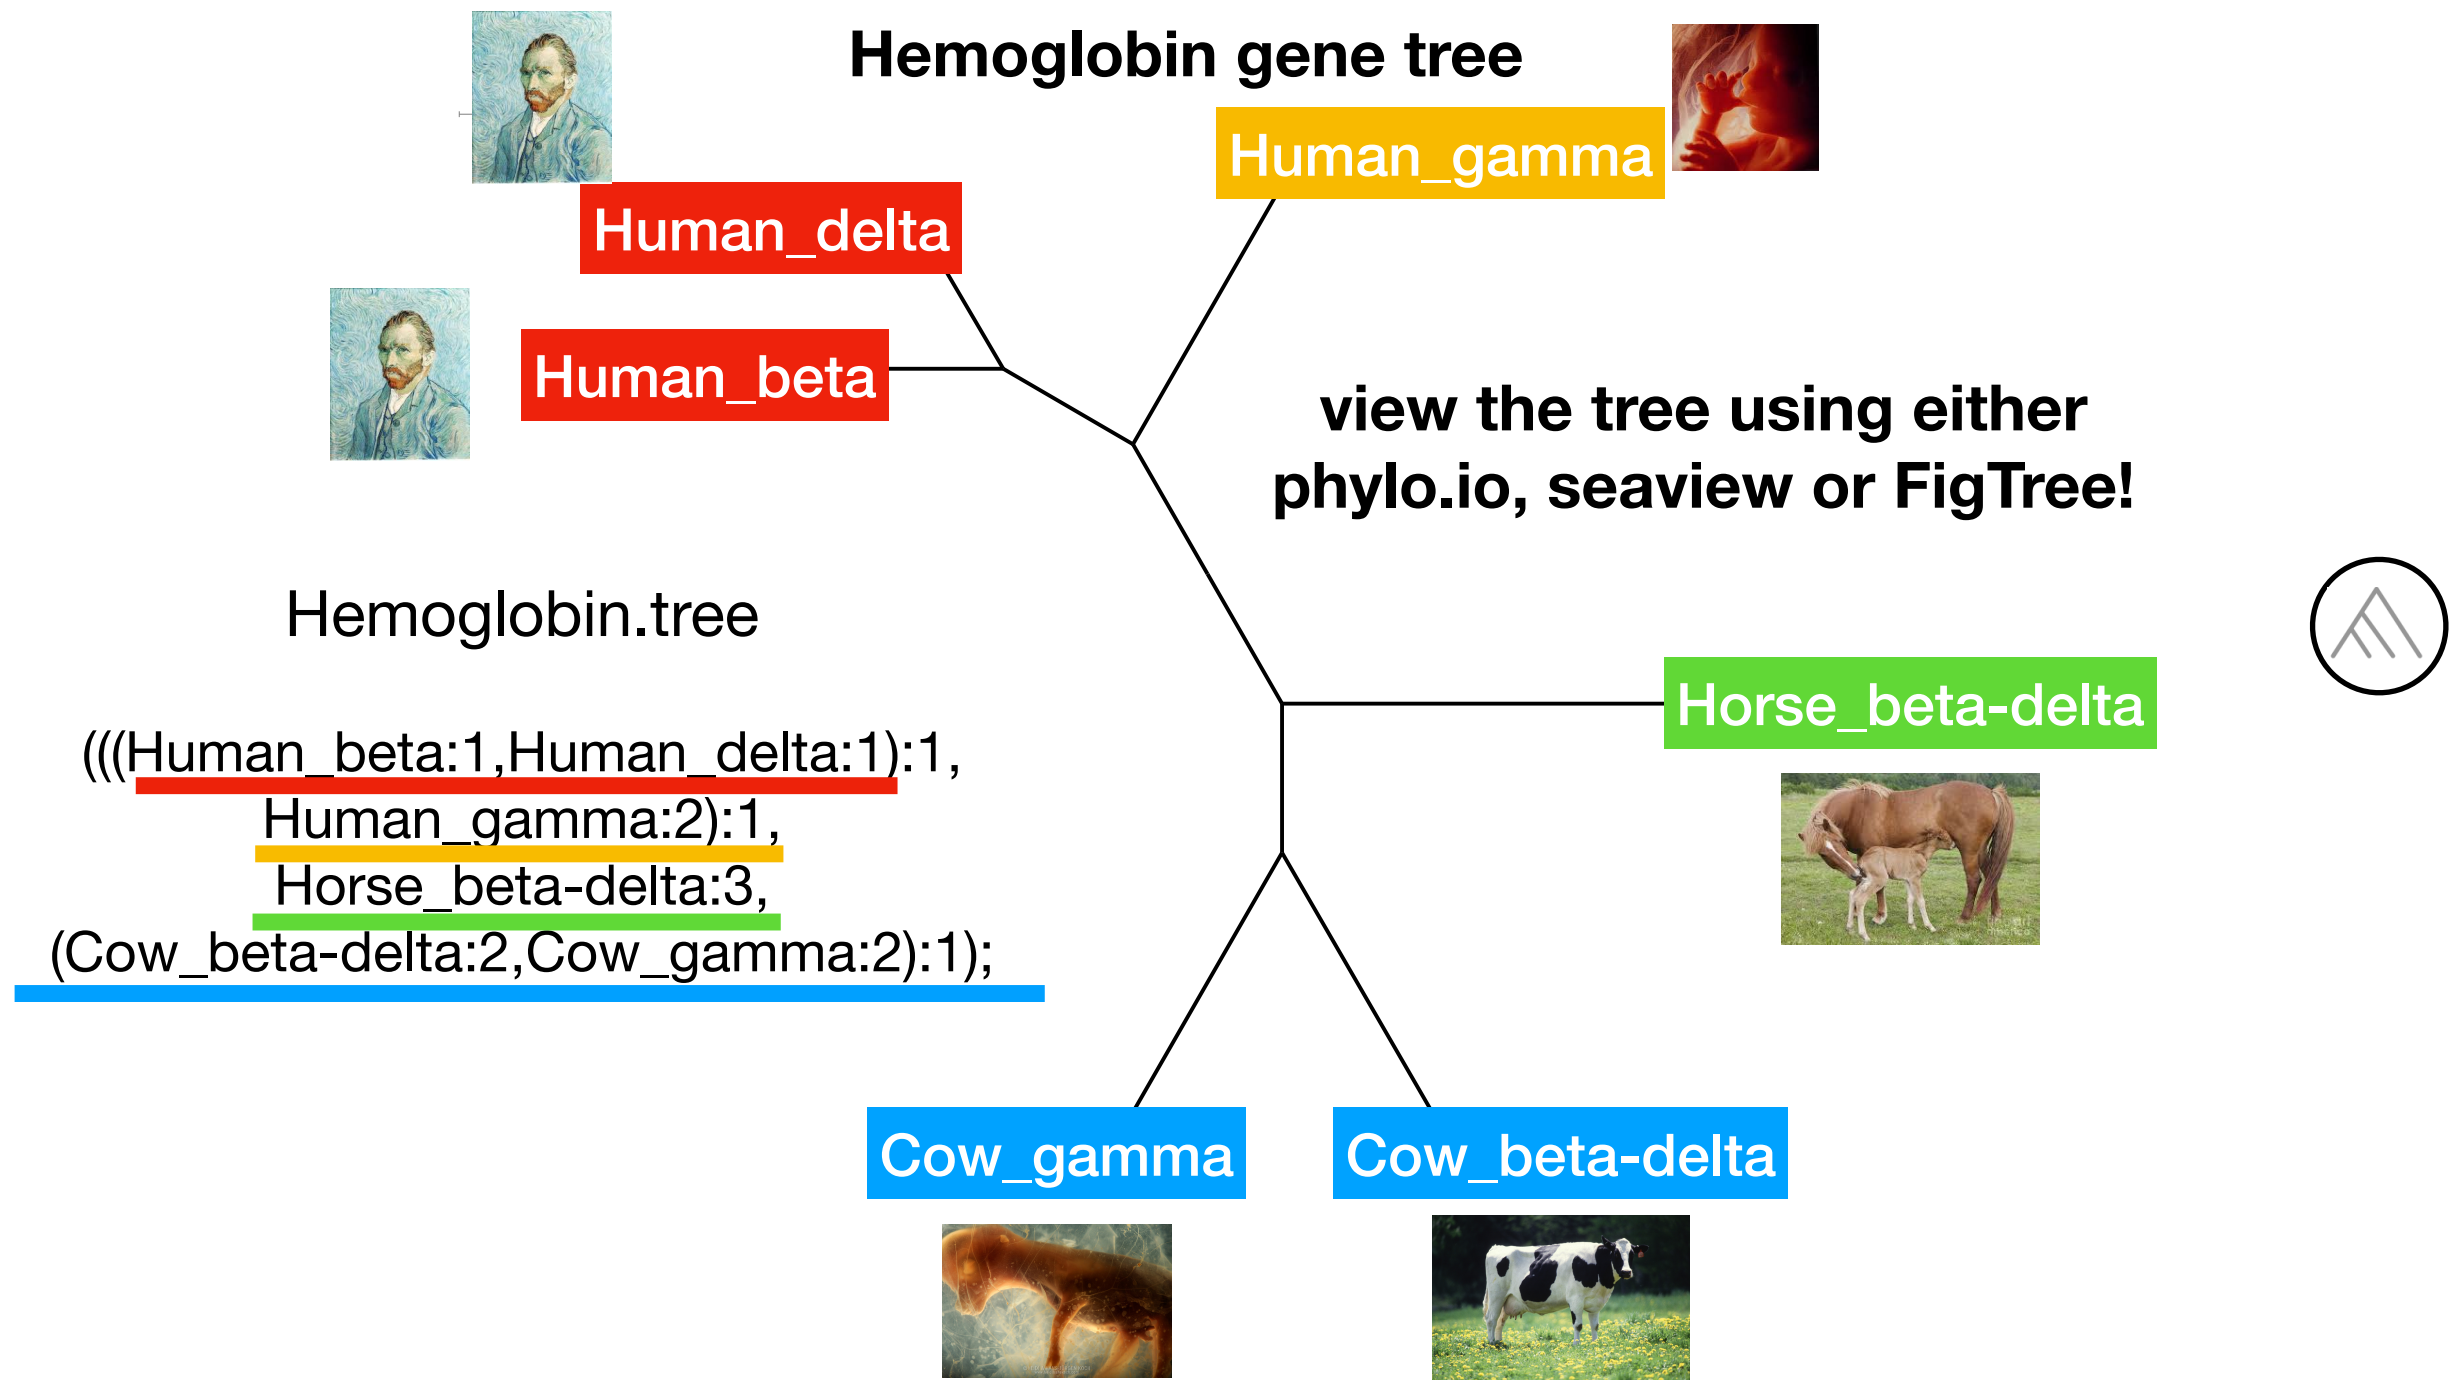 Hemoglobin gene tree
Human_gamma
Human_delta
Human_beta
view the tree using either
phylo.io, seaview or FigTree!
Hemoglobin.tree
(((Human_beta:1,Human_delta:1):1,
Human_gamma:2):1,
Horse_beta-delta:3,
(Cow_beta-delta:2,Cow_gamma:2):1);
Horse_beta-delta
Cow_gamma
Cow_beta-delta